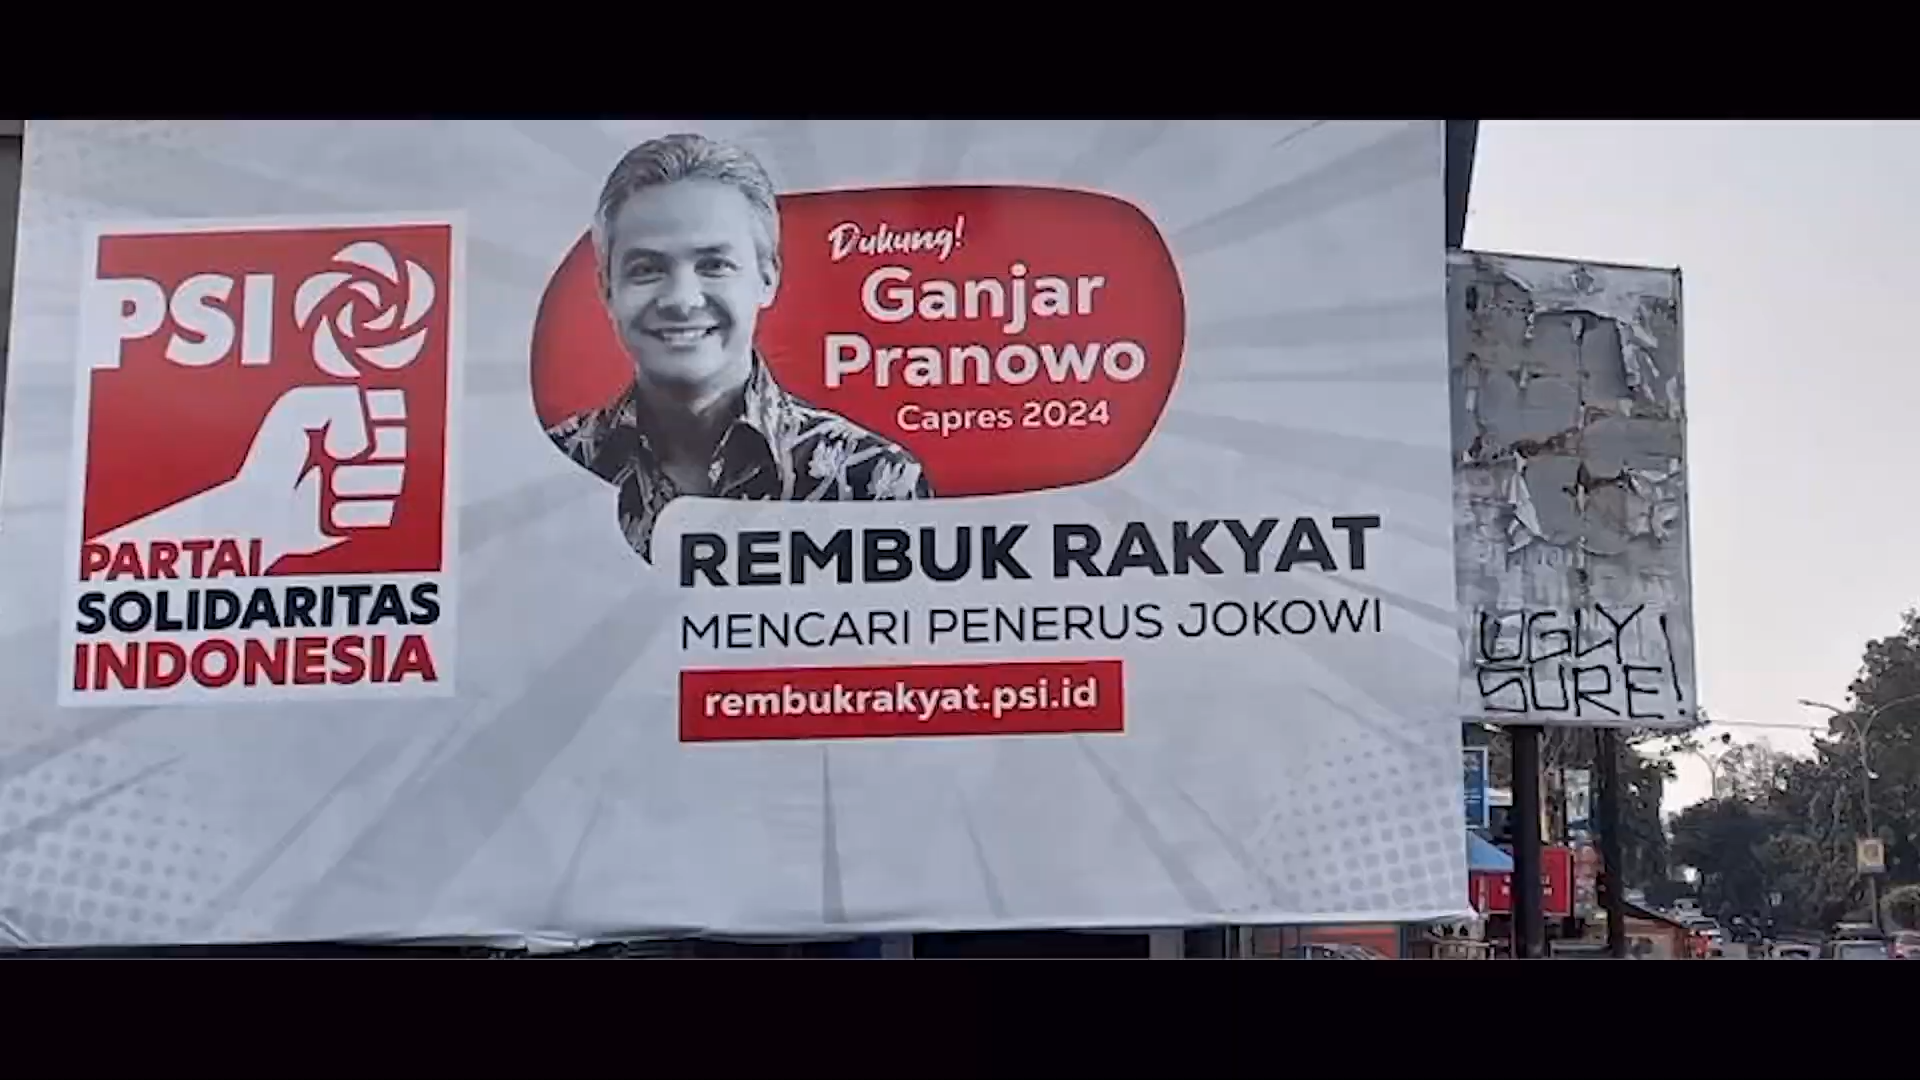 PSI
PARTAI
SOLIDARITAS
INDONESIA
Dukung!
Ganjar
Pranowo
Capres 2024
REMBUK RAKYAT
MENCARI PENERUS JOKOWI
rembukrakyat.psi.id
UGLY
SURE!